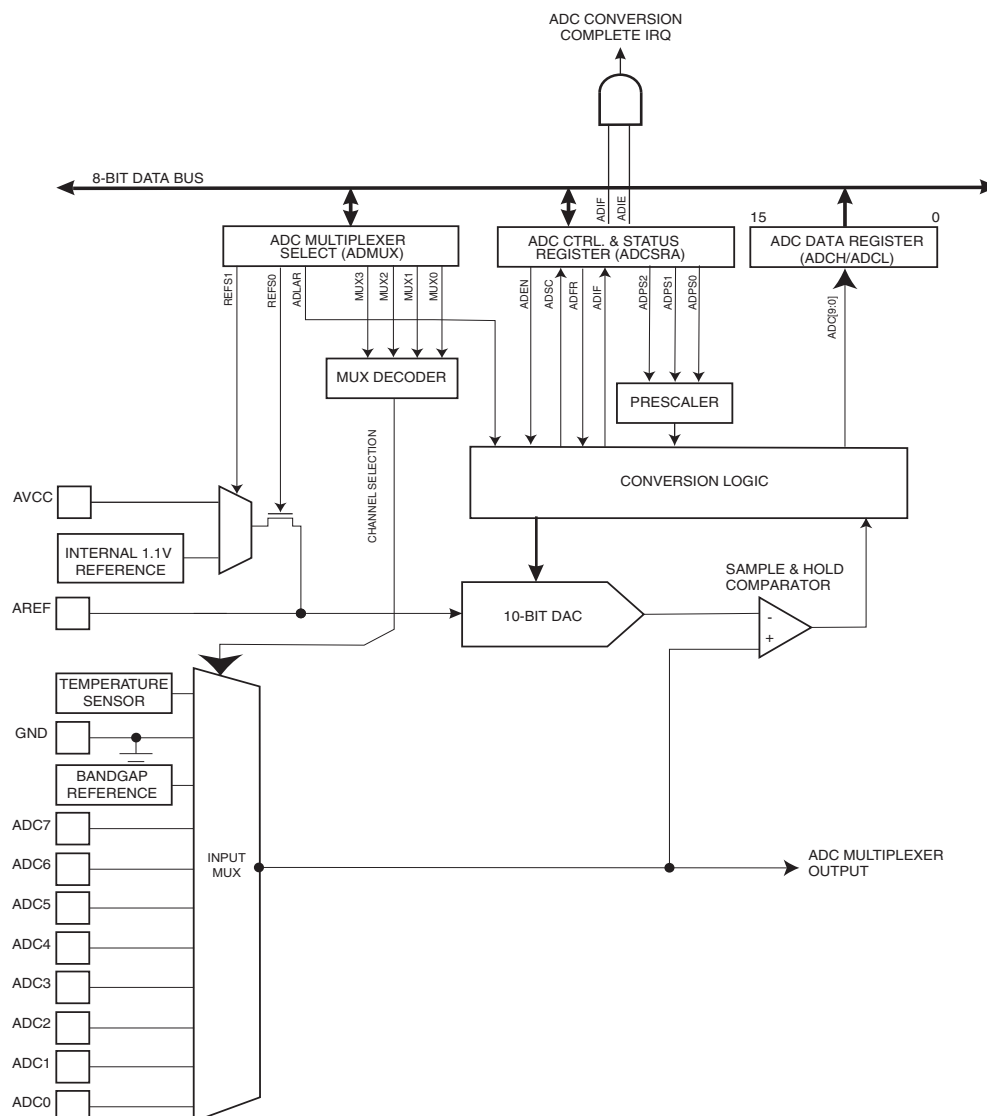 ADC CONVERSION
COMPLETE IRQ
8-BIT DATA BUS
ADIF
ADIE
15
0
ADC MULTIPLEXER
SELECT (ADMUX)
ADC CTRL. & STATUS
REGISTER (ADCSRA)
ADC DATA REGISTER
(ADCH/ADCL)
REFS1
REFS0
ADLAR
MUX3
MUX2
MUX1
MUX0
ADEN
ADSC
ADFR
ADIF
ADPS2
ADPS1
ADPS0
ADC[9:0]
MUX DECODER
PRESCALER
CHANNEL SELECTION
CONVERSION LOGIC
AVCC
INTERNAL 1.1V
REFERENCE
SAMPLE & HOLD
COMPARATOR
AREF
10-BIT DAC
-
+
TEMPERATURE
SENSOR
GND
BANDGAP
REFERENCE
ADC7
ADC6
INPUT
MUX
ADC MULTIPLEXER
OUTPUT
ADC5
ADC4
ADC3
ADC2
ADC1
ADC0